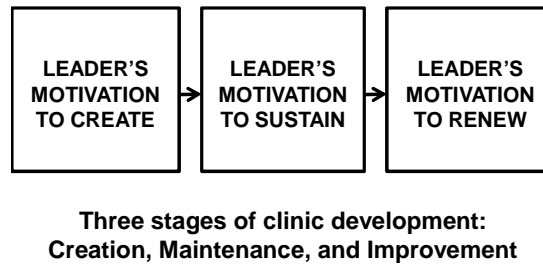 LEADER'S
MOTIVATION
TO CREATE
LEADER'S
MOTIVATION
TO SUSTAIN
LEADER'S
MOTIVATION
TO RENEW
Three stages of clinic development:
Creation, Maintenance, and Improvement